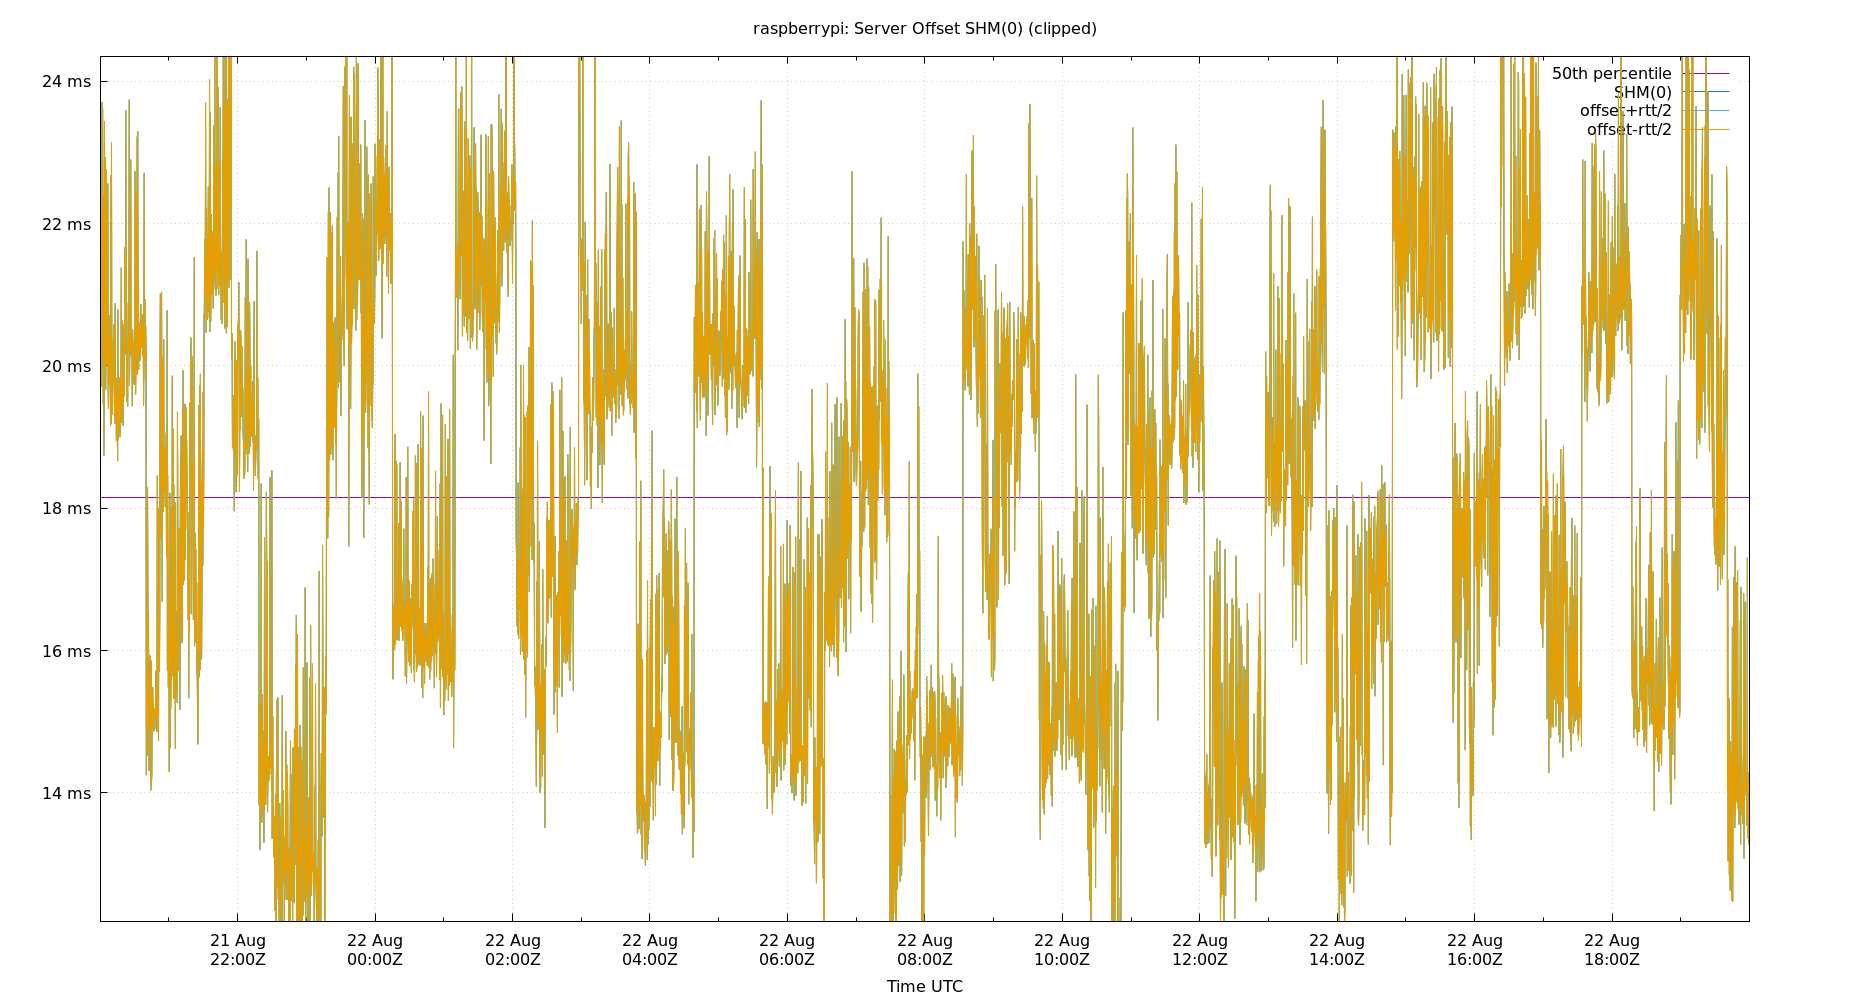 raspberrypi: Server Offset SHM(0) (clipped)
24 ms
22 ms
20 ms
18 ms
16 ms
14 ms
50th percentile
SHM(0)
offset+rtt/2
offset-rtt/2
21 Aug
22:00Z
22 Aug
00:00Z
22 Aug
02:00Z
22 Aug
04:00Z
22 Aug
06:00Z
22 Aug
08:00Z
22 Aug
10:00Z
22 Aug
12:00Z
22 Aug
14:00Z
22 Aug
16:00Z
22 Aug
18:00Z
Time UTC